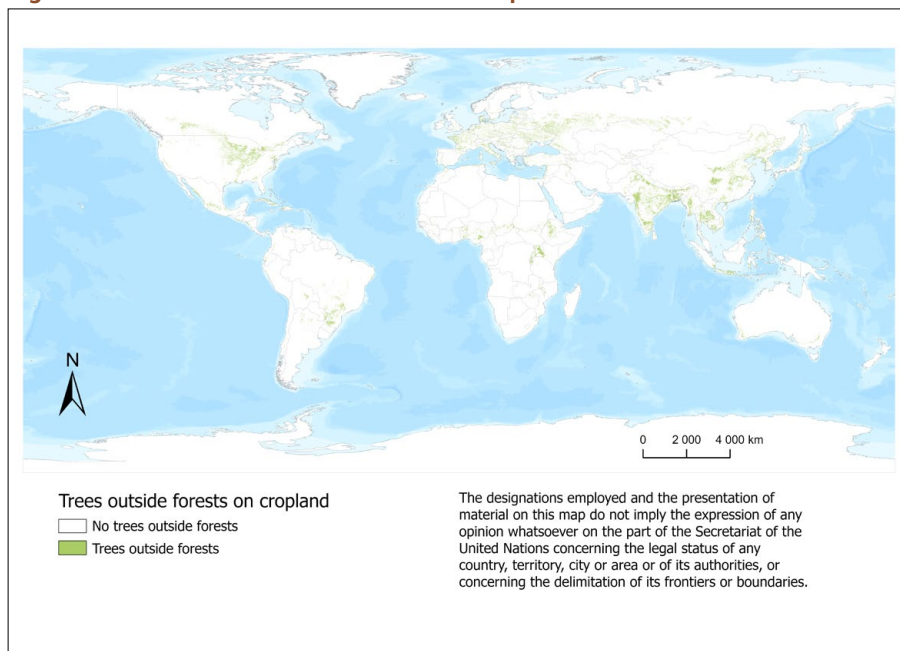 N
0 2 000 4 000 km
Trees outside forests on cropland
No trees outside forests
Trees outside forests
The designations employed and the presentation of
material on this map do not imply the expression of any
opinion whatsoever on the part of the Secretariat of the
United Nations concerning the legal status of any
country, territory, city or area or of its authorities, or
concerning the delimitation of its frontiers or boundaries.